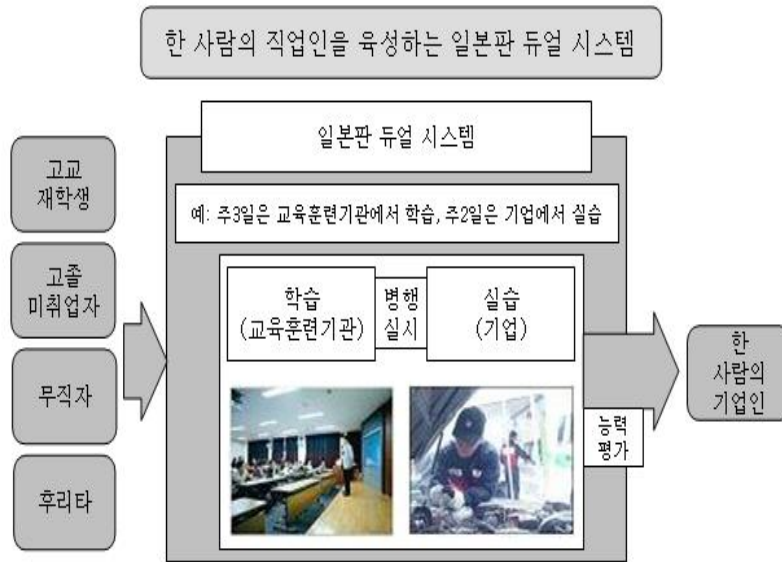 한 사람의 직업인을 육성하는 일본판 듀얼 시스템
일본판 듀얼 시스템
고교
재학생
예: 주3일은 교육훈련기관에서 학습, 주2일은 기업에서 실습
고졸
미취업자
학습
(교육훈련기관)
병행
실시
실습
(기업)
무직자
한
사람의
기업인
능력
평가
후리타